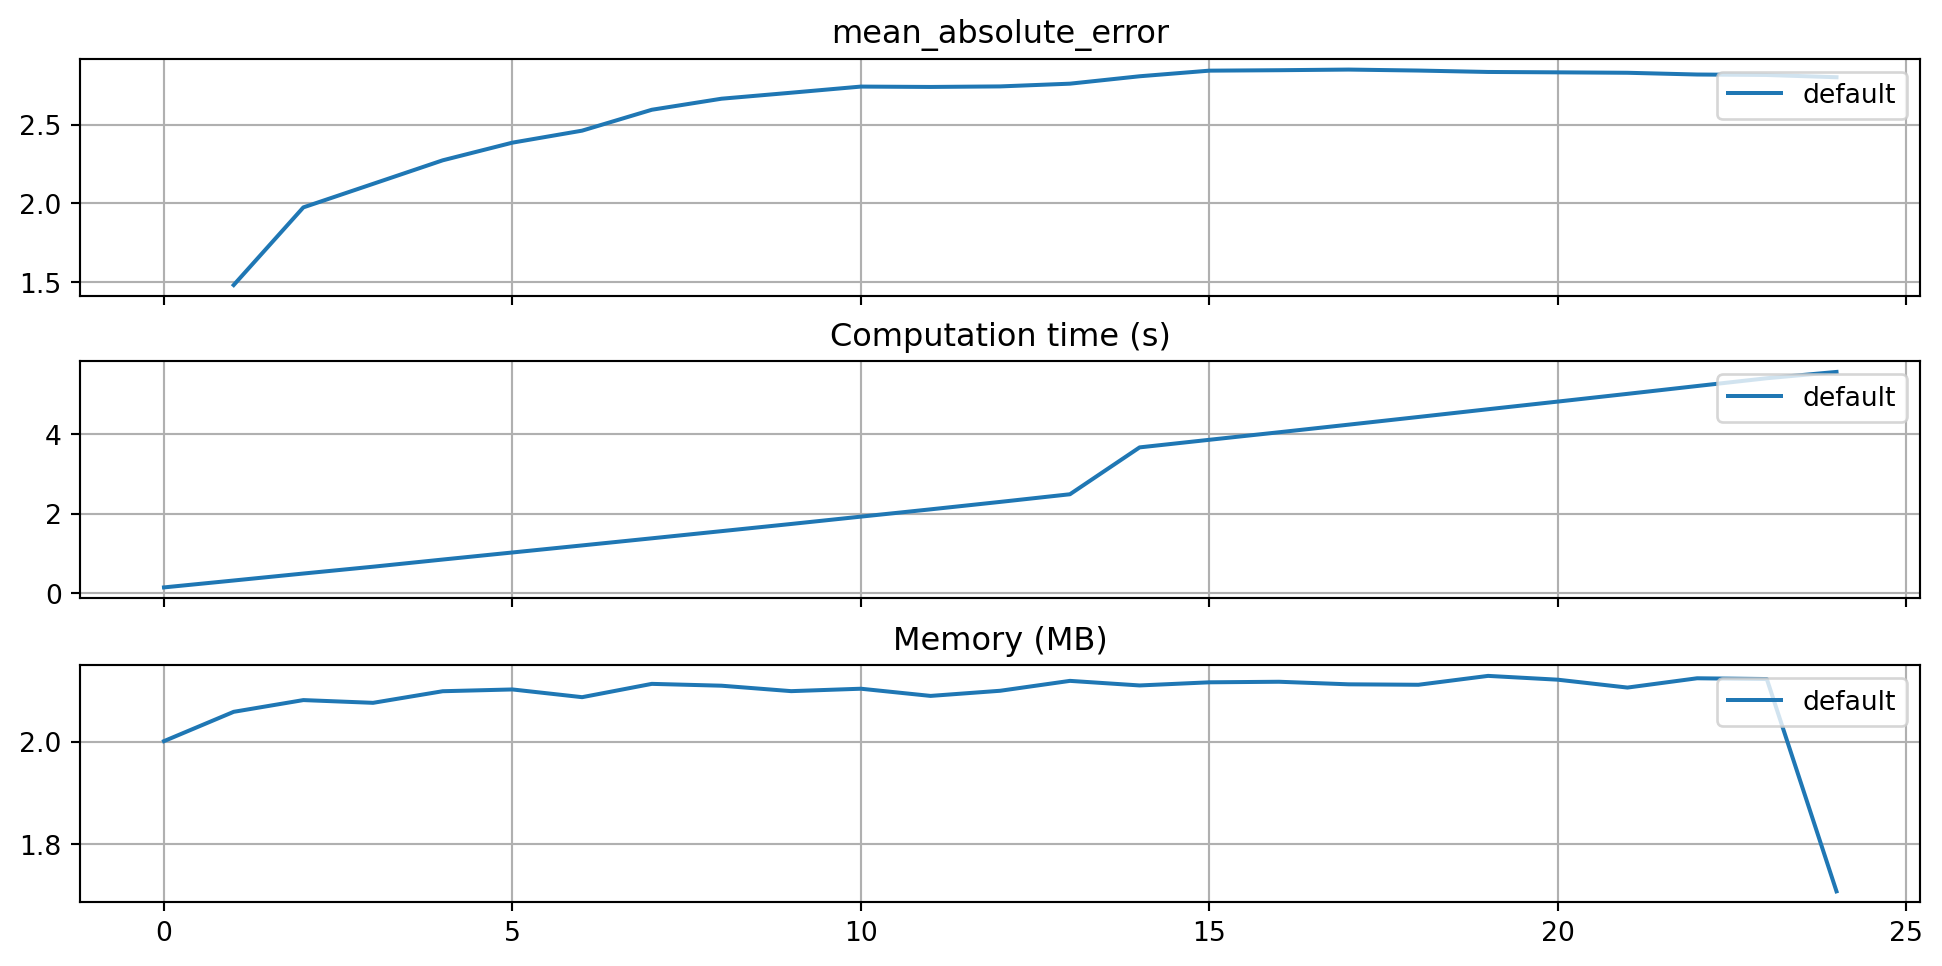 mean_absolute_error
2.5
2.0
1.5
default
Computation time (s)
4
2
0
default
Memory (MB)
2.0
1.8
default
0 5 10 15 20 25